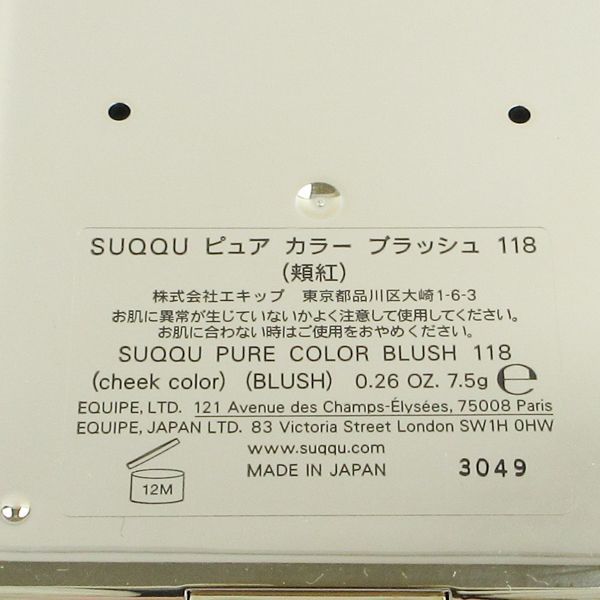 SUQQU ピュア カラー ブラッシュ 118
(頬紅)
株式会社エキップ 東京都品川区大崎1-6-3
お肌に異常が生じていないかよく注意して使用してください。
お肌に合わない時はご使用をおやめください。
SUQQU PURE COLOR BLUSH 118
(cheek color) (BLUSH) 0.26 OZ. 7.5g ℮
EQUIPE, LTD. 121 Avenue des Champs-Élysées, 75008 Paris
EQUIPE, JAPAN LTD. 83 Victoria Street London SW1H 0HW
www.suqqu.com
MADE IN JAPAN 3049
12M